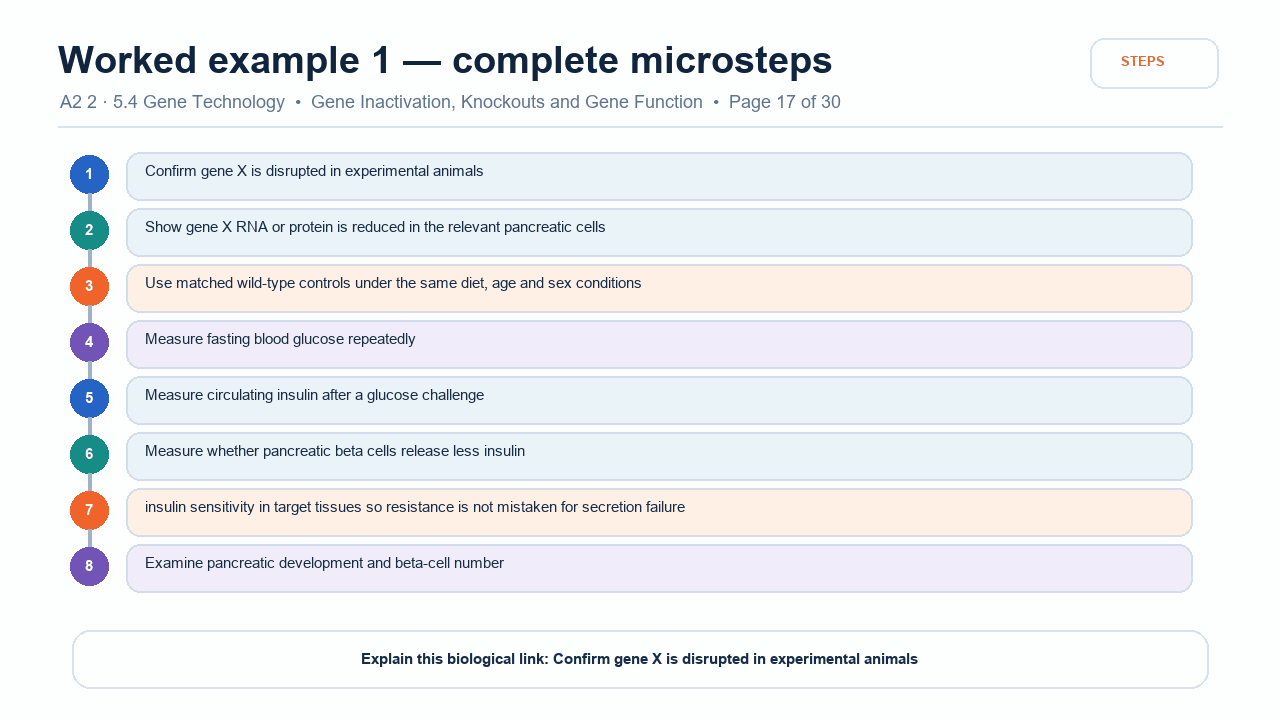 Worked example 1 — complete microsteps
STEPS
A2 2 · 5.4 Gene Technology • Gene Inactivation, Knockouts and Gene Function • Page 17 of 30
1 Confirm gene X is disrupted in experimental animals
2 Show gene X RNA or protein is reduced in the relevant pancreatic cells
3 Use matched wild-type controls under the same diet, age and sex conditions
4 Measure fasting blood glucose repeatedly
5 Measure circulating insulin after a glucose challenge
6 Measure whether pancreatic beta cells release less insulin
7 insulin sensitivity in target tissues so resistance is not mistaken for secretion failure
8 Examine pancreatic development and beta-cell number
Explain this biological link: Confirm gene X is disrupted in experimental animals